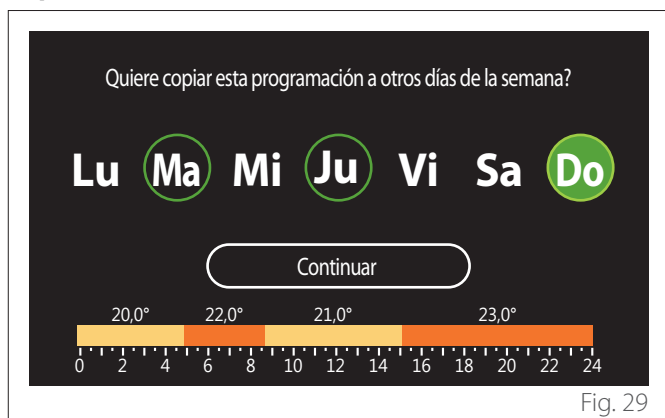 Quiere copiar esta programación a otros días de la semana?
Lu Ma Mi Ju Vi Sa Do
Continuar
20,0° 22,0° 21,0° 23,0°
0 2 4 6 8 10 12 14 16 18 20 22 24
Fig. 29